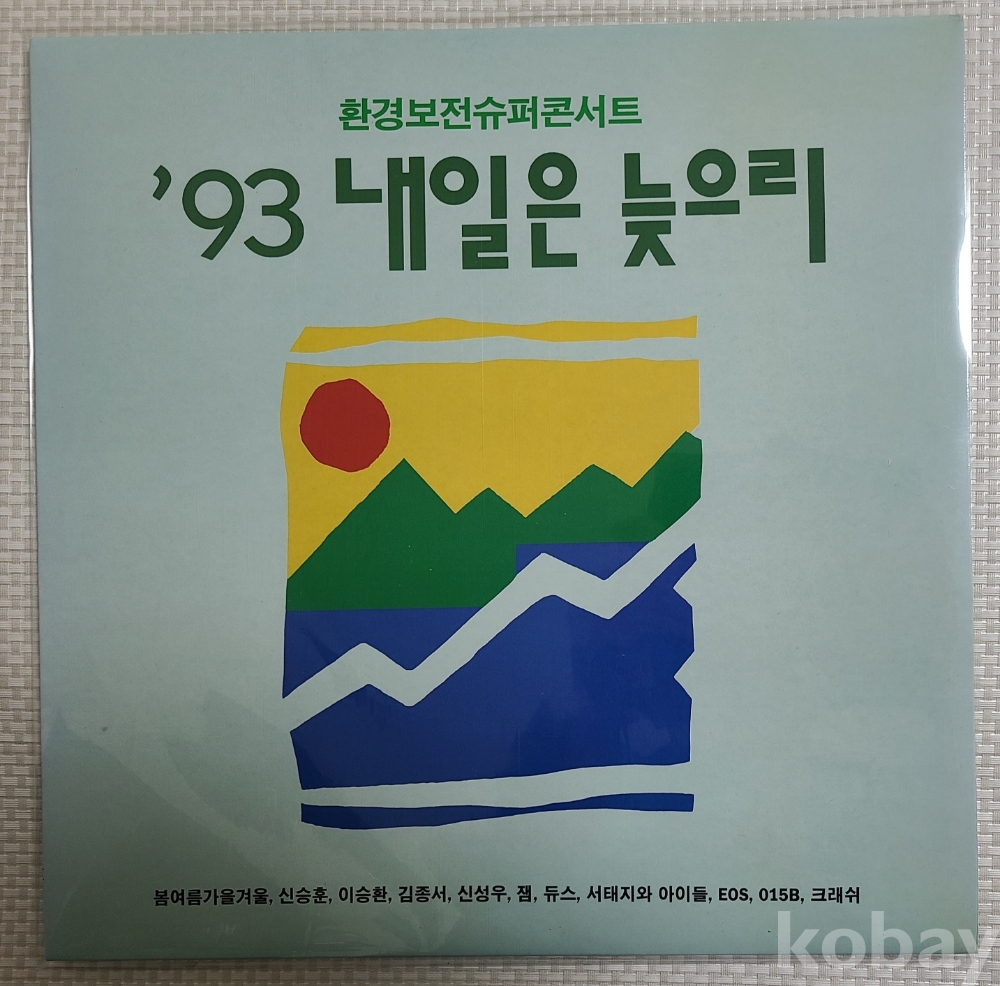 환경보전슈퍼콘서트
'93 내일은 늦으리
봄여름가을겨울, 신승훈, 이승환, 김종서, 신성우, 잼, 듀스, 서태지와 아이들, EOS, 015B, 크래쉬
kobay